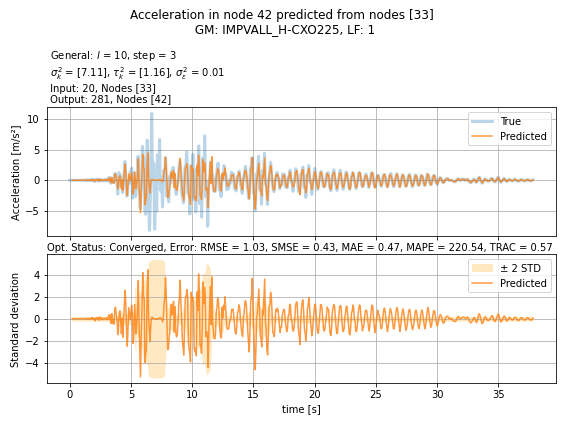 Acceleration in node 42 predicted from nodes [33]
GM: IMPVALL_H-CXO225, LF: 1
General: l = 10, step = 3
σ²ₖ = [7.11], τ²ₖ = [1.16], σ²ε = 0.01
Input: 20, Nodes [33]
Output: 281, Nodes [42]
10
5
0
−5
Acceleration [m/s²]
True
Predicted
Opt. Status: Converged, Error: RMSE = 1.03, SMSE = 0.43, MAE = 0.47, MAPE = 220.54, TRAC = 0.57
4
2
0
−2
−4
Standard deviation
± 2 STD
Predicted
0 5 10 15 20 25 30 35
time [s]